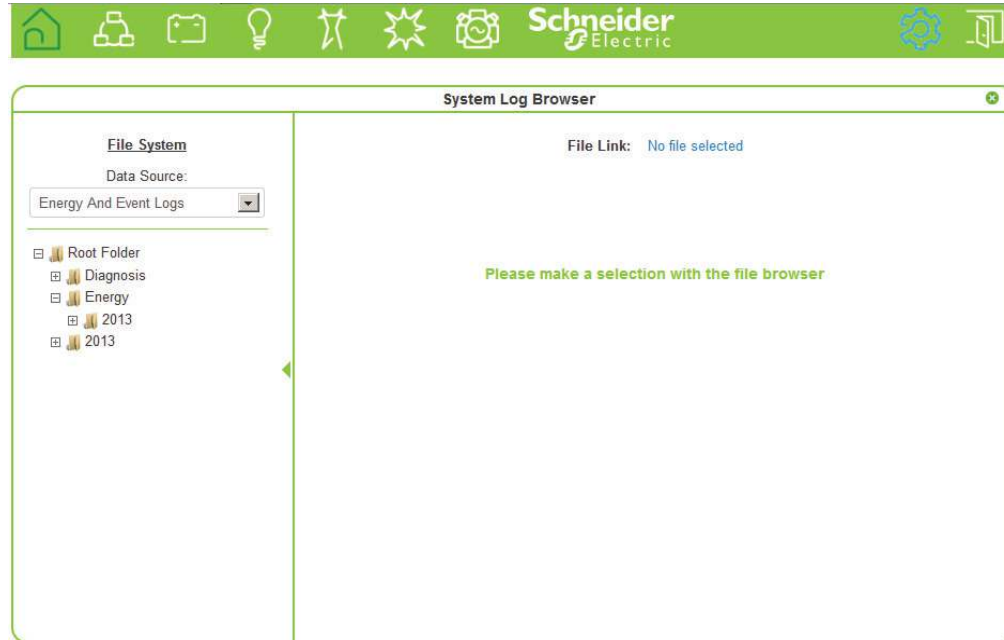 Schneider
Electric
System Log Browser
File System
Data Source:
Energy And Event Logs
Root Folder
Diagnosis
Energy
2013
2013
File Link: No file selected
Please make a selection with the file browser